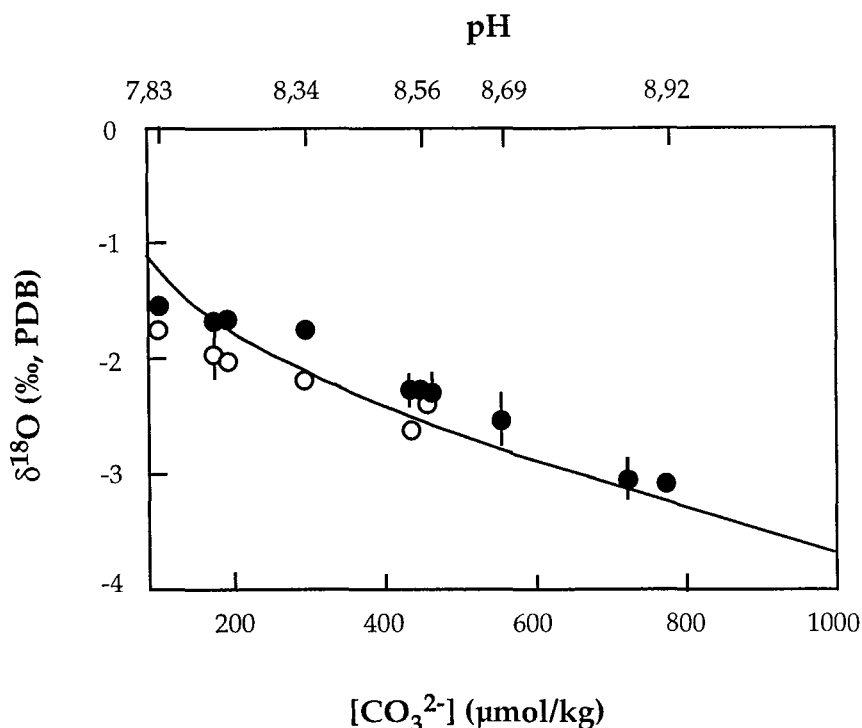 pH
7,83 8,34 8,56 8,69 8,92
0
-1
-2
-3
-4
δ¹⁸O (‰, PDB)
200 400 600 800 1000
[CO₃²⁻] (μmol/kg)